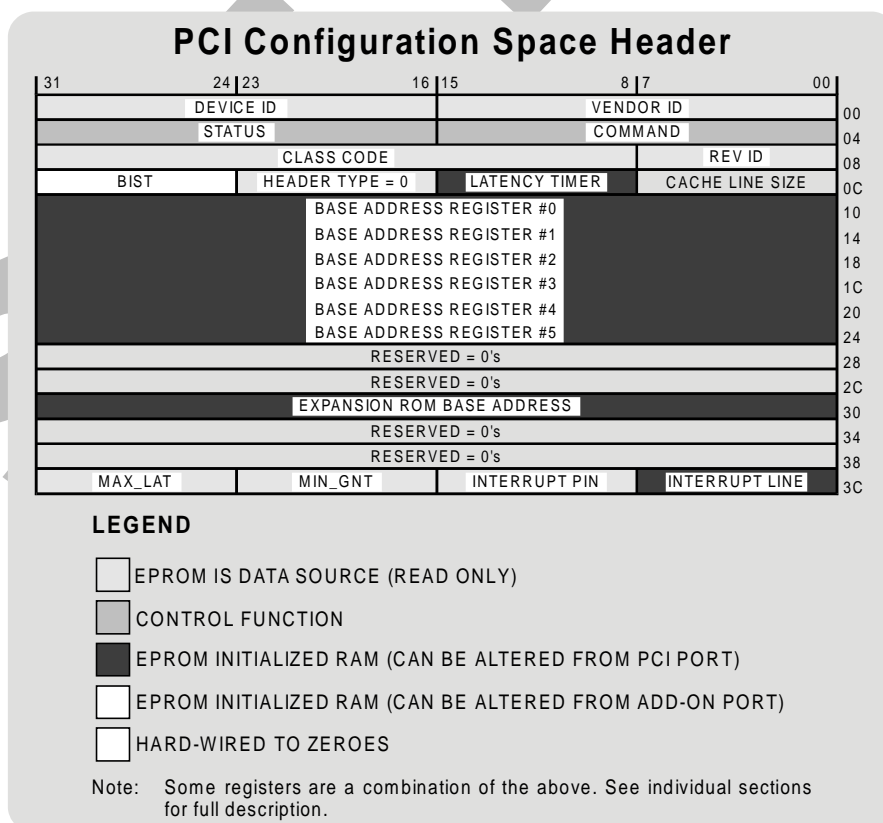 PCI Configuration Space Header
31 24 23 16 15 8 7 00
DEVICE ID VENDOR ID 00
STATUS COMMAND 04
CLASS CODE REV ID 08
BIST HEADER TYPE = 0 LATENCY TIMER CACHE LINE SIZE 0C
BASE ADDRESS REGISTER #0 10
BASE ADDRESS REGISTER #1 14
BASE ADDRESS REGISTER #2 18
BASE ADDRESS REGISTER #3 1C
BASE ADDRESS REGISTER #4 20
BASE ADDRESS REGISTER #5 24
RESERVED = 0's 28
RESERVED = 0's 2C
EXPANSION ROM BASE ADDRESS 30
RESERVED = 0's 34
RESERVED = 0's 38
MAX_LAT MIN_GNT INTERRUPT PIN INTERRUPT LINE 3C
LEGEND
EPROM IS DATA SOURCE (READ ONLY)
CONTROL FUNCTION
EPROM INITIALIZED RAM (CAN BE ALTERED FROM PCI PORT)
EPROM INITIALIZED RAM (CAN BE ALTERED FROM ADD-ON PORT)
HARD-WIRED TO ZEROES
Note: Some registers are a combination of the above. See individual sections
for full description.